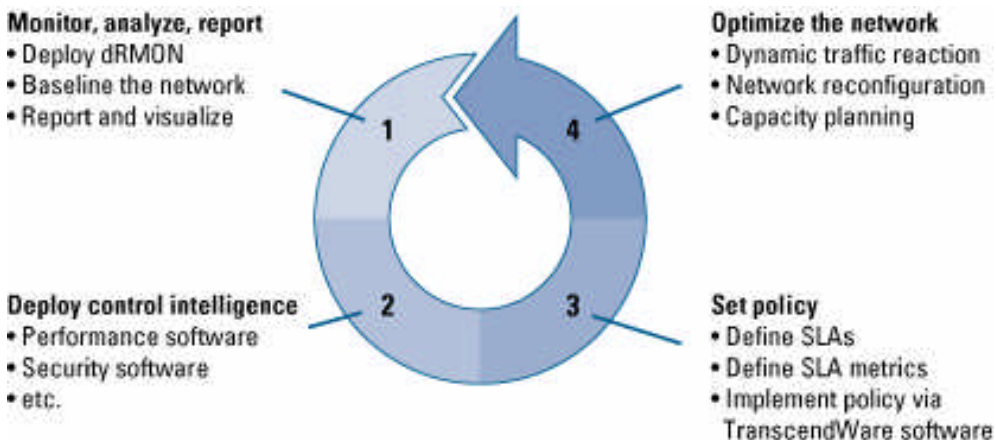 Monitor, analyze, report
• Deploy dRMON
• Baseline the network
• Report and visualize
1
Optimize the network
• Dynamic traffic reaction
• Network reconfiguration
• Capacity planning
4
Deploy control intelligence
• Performance software
• Security software
• etc.
2
Set policy
• Define SLAs
• Define SLA metrics
• Implement policy via
TranscendWare software
3